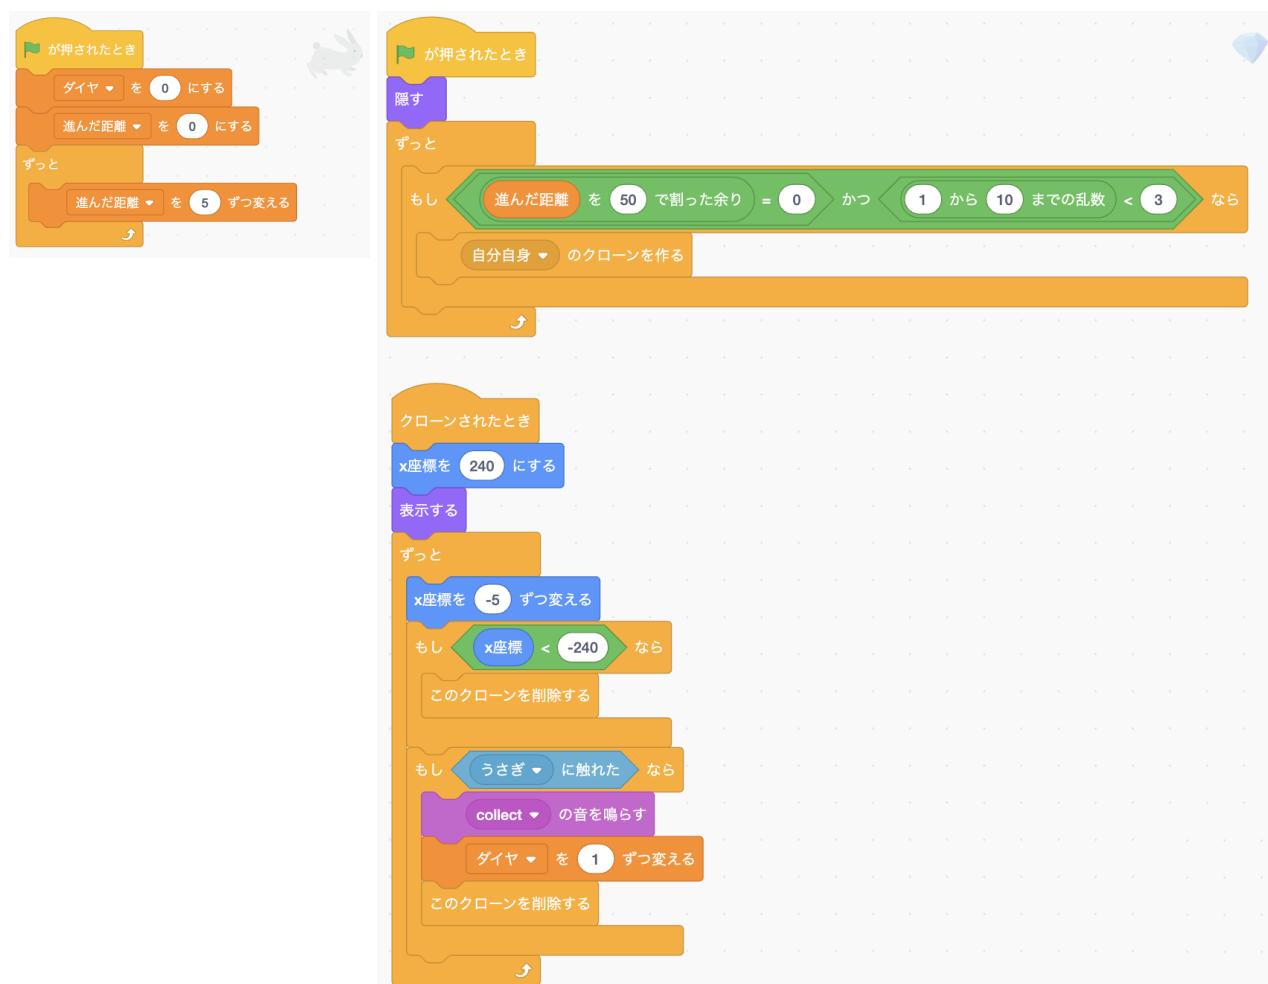 が押されたとき
ダイヤ を 0 にする
進んだ距離 を 0 にする
ずっと
進んだ距離 を 5 ずつ変える
が押されたとき
隠す
ずっと
もし 進んだ距離 を 50 で割った余り = 0 かつ 1 から 10 までの乱数 < 3 なら
自分自身 のクローンを作る
クローンされたとき
x座標を 240 にする
表示する
ずっと
x座標を -5 ずつ変える
もし x座標 < -240 なら
このクローンを削除する
もし うさぎ に触れた なら
collect の音を鳴らす
ダイヤ を 1 ずつ変える
このクローンを削除する